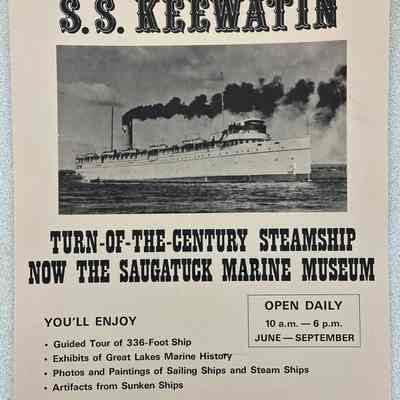 S. S. KEEWATIN
TURN-OF-THE-CENTURY STEAMSHIP
NOW THE SAUGATUCK MARINE MUSEUM
OPEN DAILY
10 a.m. — 6 p.m.
JUNE — SEPTEMBER
YOU'LL ENJOY
• Guided Tour of 336-Foot Ship
• Exhibits of Great Lakes Marine History
• Photos and Paintings of Sailing Ships and Steam Ships
• Artifacts from Sunken Ships